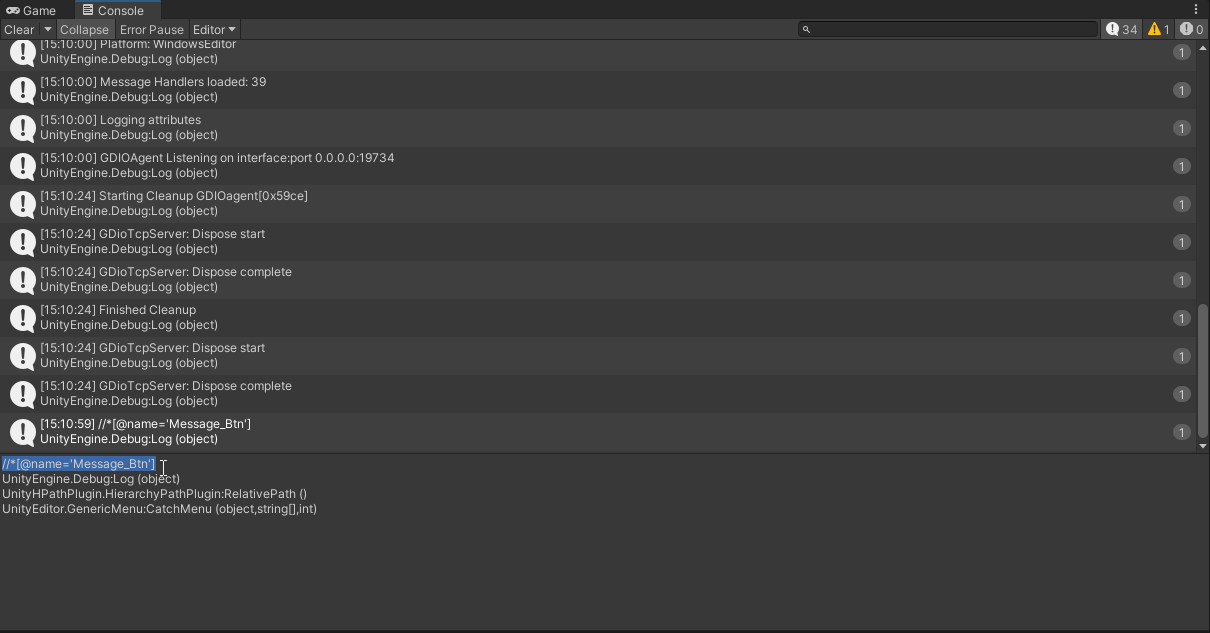 Game Console
Clear Collapse Error Pause Editor 34 1 0
[15:10:00] Platform: WindowsEditor
UnityEngine.Debug:Log (object) 1
[15:10:00] Message Handlers loaded: 39
UnityEngine.Debug:Log (object) 1
[15:10:00] Logging attributes
UnityEngine.Debug:Log (object) 1
[15:10:00] GDIOAgent Listening on interface:port 0.0.0.0:19734
UnityEngine.Debug:Log (object) 1
[15:10:24] Starting Cleanup GDIOagent[0x59ce]
UnityEngine.Debug:Log (object) 1
[15:10:24] GDioTcpServer: Dispose start
UnityEngine.Debug:Log (object) 1
[15:10:24] GDioTcpServer: Dispose complete
UnityEngine.Debug:Log (object) 1
[15:10:24] Finished Cleanup
UnityEngine.Debug:Log (object) 1
[15:10:24] GDioTcpServer: Dispose start
UnityEngine.Debug:Log (object) 1
[15:10:24] GDioTcpServer: Dispose complete
UnityEngine.Debug:Log (object) 1
[15:10:59] //*[@name='Message_Btn']
UnityEngine.Debug:Log (object) 1
//*[@name='Message_Btn']
UnityEngine.Debug:Log (object)
UnityHPathPlugin.HierarchyPathPlugin:RelativePath ()
UnityEditor.GenericMenu:CatchMenu (object,string[],int)